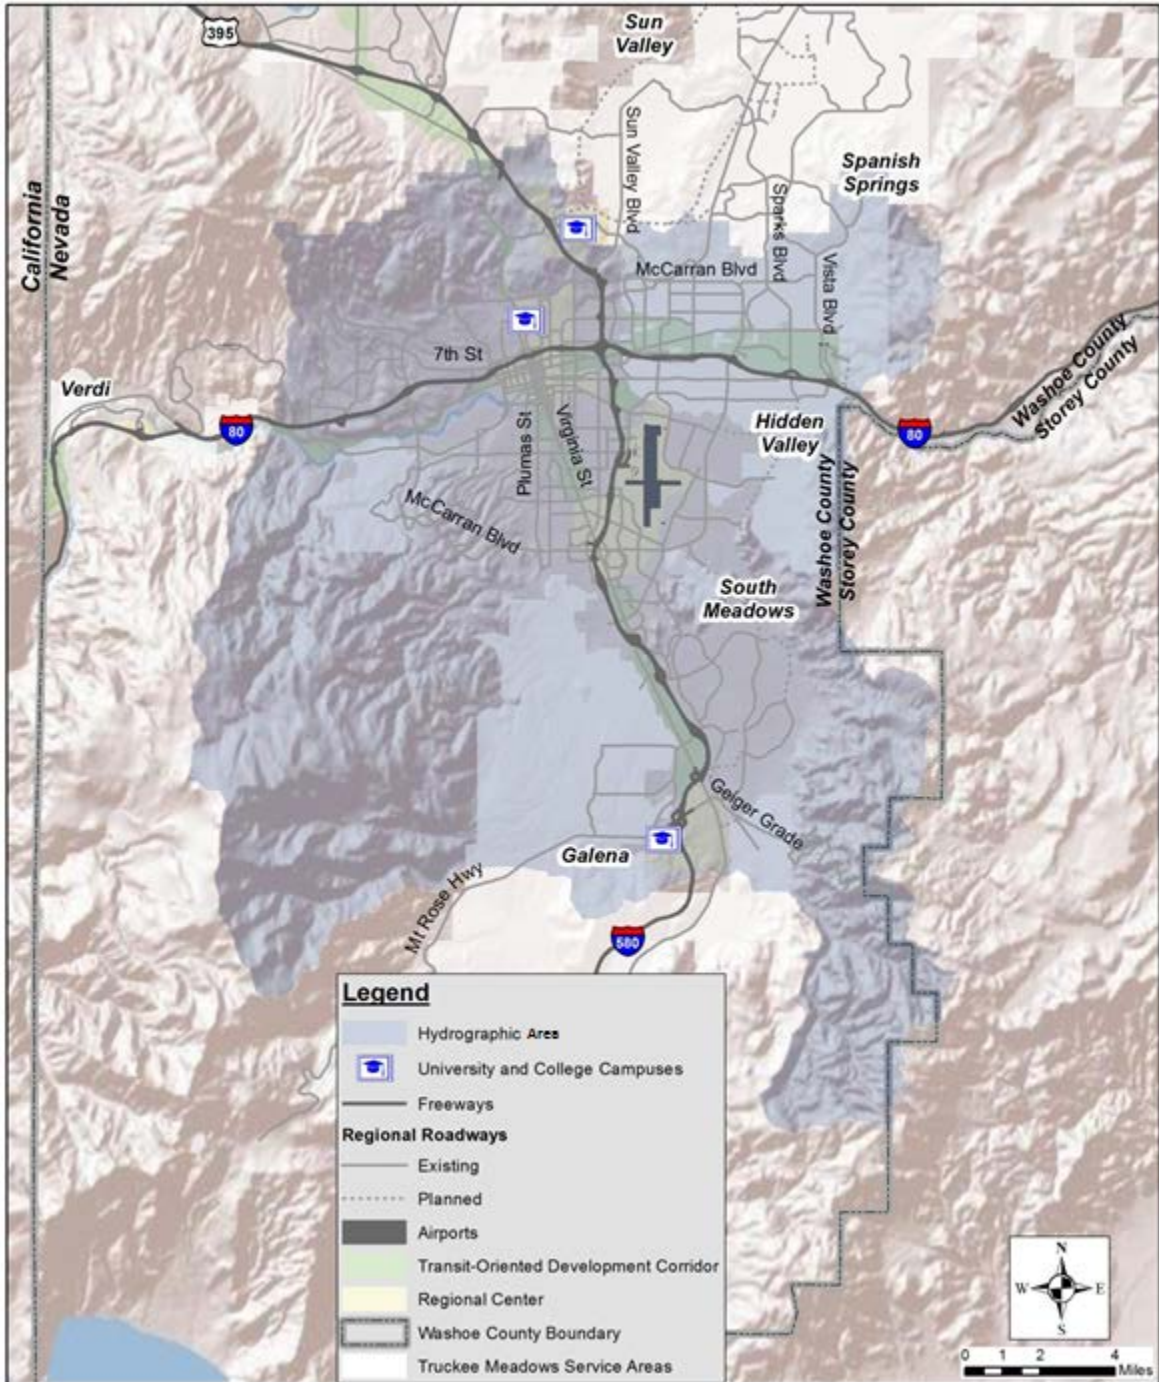 395
Sun
Valley
Sun Valley Blvd
Spanish
Springs
Sparks Blvd
California
Nevada
McCarran Blvd
Vista Blvd
7th St
Verdi
80
Plumas St
Virginia St
Hidden
Valley
80
Washoe County
Storey County
McCarran Blvd
Washoe County
Storey County
South
Meadows
Geiger Grade
Galena
Mt Rose Hwy
580
Legend
Hydrographic Area
University and College Campuses
Freeways
Regional Roadways
Existing
Planned
Airports
Transit-Oriented Development Corridor
Regional Center
Washoe County Boundary
Truckee Meadows Service Areas
N
W E
S
0 1 2 4
Miles